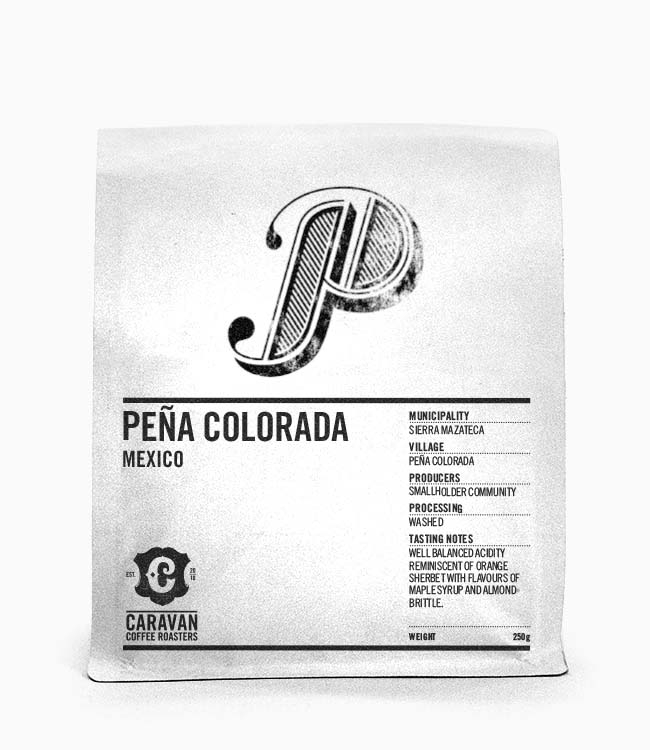 P
PEÑA COLORADA
MEXICO
MUNICIPALITY
SIERRA MAZATECA
VILLAGE
PEÑA COLORADA
PRODUCERS
SMALLHOLDER COMMUNITY
PROCESSING
WASHED
TASTING NOTES
WELL BALANCED ACIDITY
REMINISCENT OF ORANGE
SHERBET WITH FLAVOURS OF
MAPLE SYRUP AND ALMOND
BRITTLE.
WEIGHT 250g
EST. C 20
10
CARAVAN
COFFEE ROASTERS